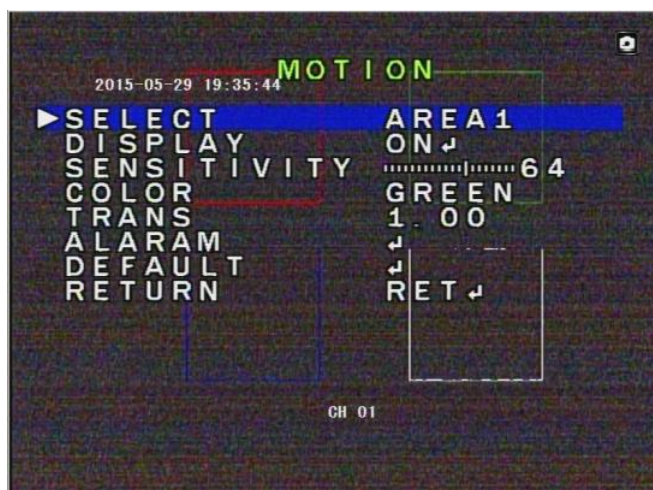 MOTION
2015-05-29 19:35:44
SELECT AREA1
DISPLAY ON↲
SENSITIVITY 64
COLOR GREEN
TRANS 1.00
ALARAM ↲
DEFAULT ↲
RETURN RET↲
CH 01